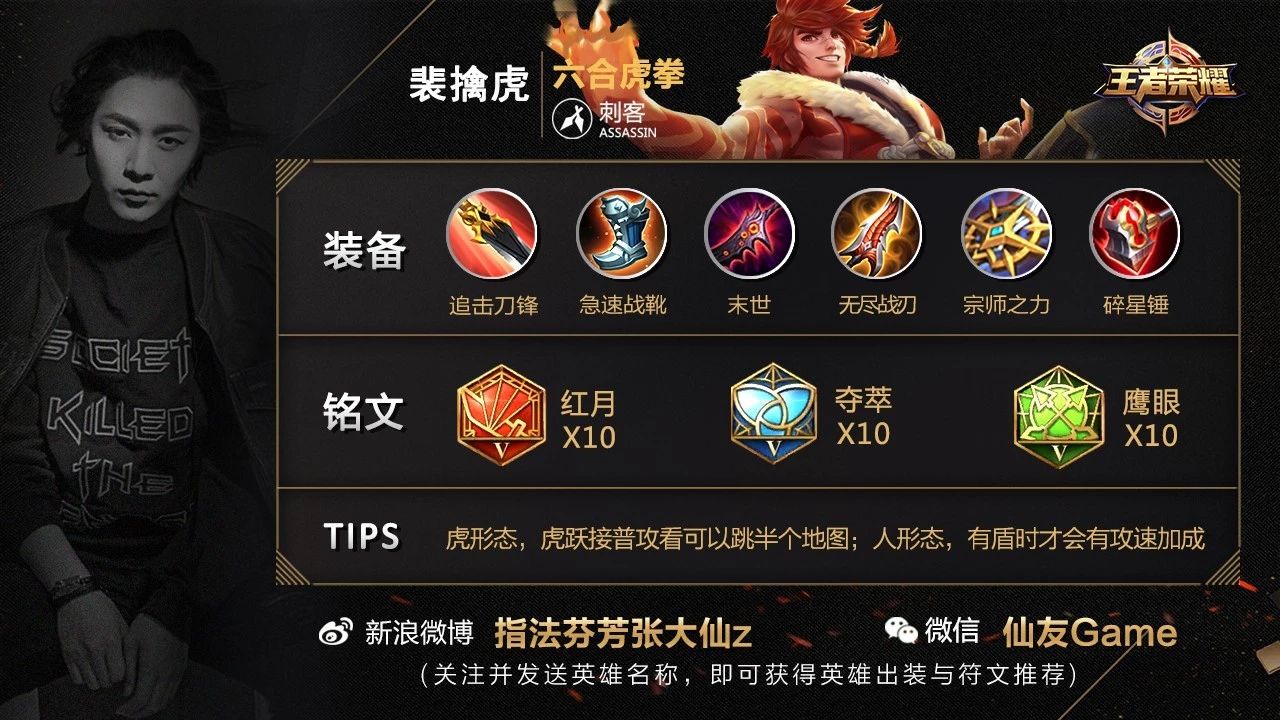 裴擒虎
六合虎拳
刺客
ASSASSIN
王者荣耀
装备
追击刀锋
急速战靴
末世
无尽战刃
宗师之力
碎星锤
铭文
V
红月
X10
V
夺萃
X10
V
鹰眼
X10
TIPS
虎形态，虎跃接普攻看可以跳半个地图；人形态，有盾时才会有攻速加成
SOCIETY
KILLED
THE
新浪微博 指法芬芳张大仙z
微信 仙友Game
(关注并发送英雄名称，即可获得英雄出装与符文推荐)